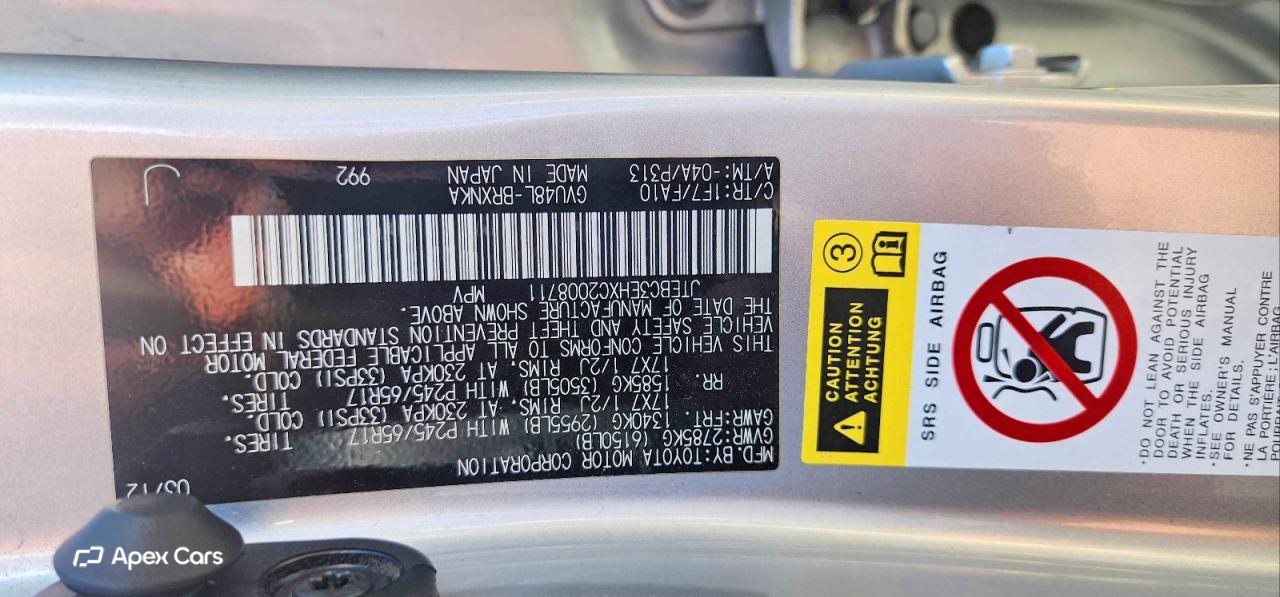 MFD.BY:TOYOTA MOTOR CORPORATION 03/12
GAWR:2785KG (6150LB)
GAWR:FRT. 1340KG (2955LB) WITH P245/65R17 TIRES.
17X7 1/2J RIMS. AT 230KPA (33PSI) COLD
RR. 1585KG (3505LB) WITH P245/65R17 TIRES.
17X7 1/2J RIMS. AT 230KPA (33PSI) COLD.
THIS VEHICLE CONFORMS TO ALL APPLICABLE FEDERAL MOTOR
VEHICLE SAFETY AND THEFT PREVENTION STANDARDS IN EFFECT ON
THE DATE OF MANUFACTURE SHOWN ABOVE.
JTEBC3EHXC2008711 MPV
C/TR:1F7/FA10 GVU48L-BRXNKA
A/TM:-04A/P313 MADE IN JAPAN 992
3
CAUTION
ATTENTION
ACHTUNG
SRS SIDE AIRBAG
•DO NOT LEAN AGAINST THE
DOOR TO AVOID POTENTIAL
DEATH OR SERIOUS INJURY
WHEN THE SIDE AIRBAG
INFLATES.
•SEE OWNER'S MANUAL
FOR DETAILS.
•NE PAS S'APPUYER CONTRE
LA PORTIERE:L'AIRBAG
Apex Cars